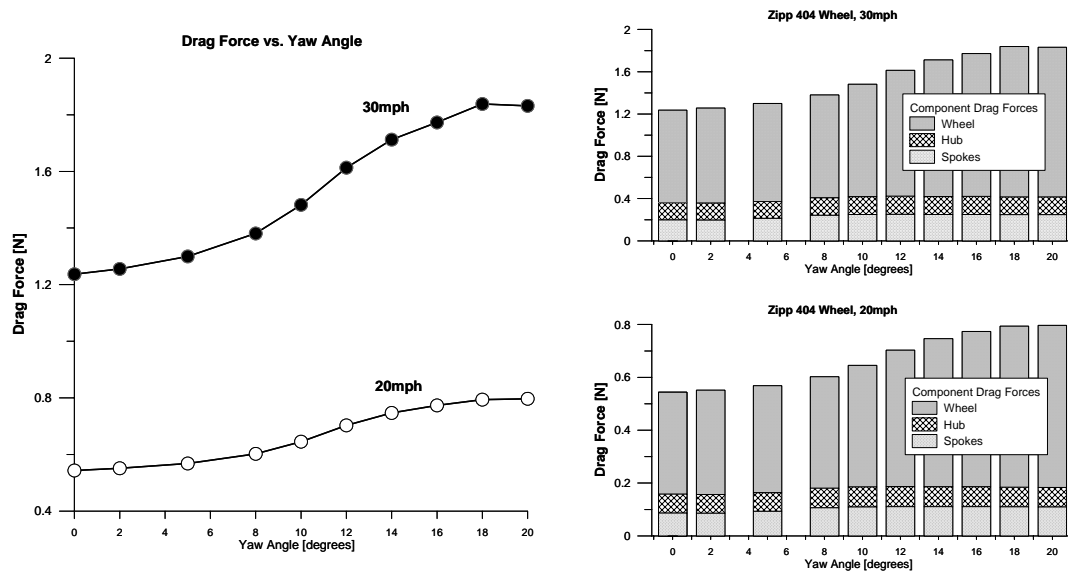 Drag Force vs. Yaw Angle
2
1.6
1.2
0.8
0.4
Drag Force [N]
30mph
20mph
0 2 4 6 8 10 12 14 16 18 20
Yaw Angle [degrees]
Zipp 404 Wheel, 30mph
2
1.6
1.2
0.8
0.4
0
Drag Force [N]
Component Drag Forces
Wheel
Hub
Spokes
0 2 4 6 8 10 12 14 16 18 20
Yaw Angle [degrees]
Zipp 404 Wheel, 20mph
0.8
0.6
0.4
0.2
0
Drag Force [N]
Component Drag Forces
Wheel
Hub
Spokes
0 2 4 6 8 10 12 14 16 18 20
Yaw Angle [degrees]